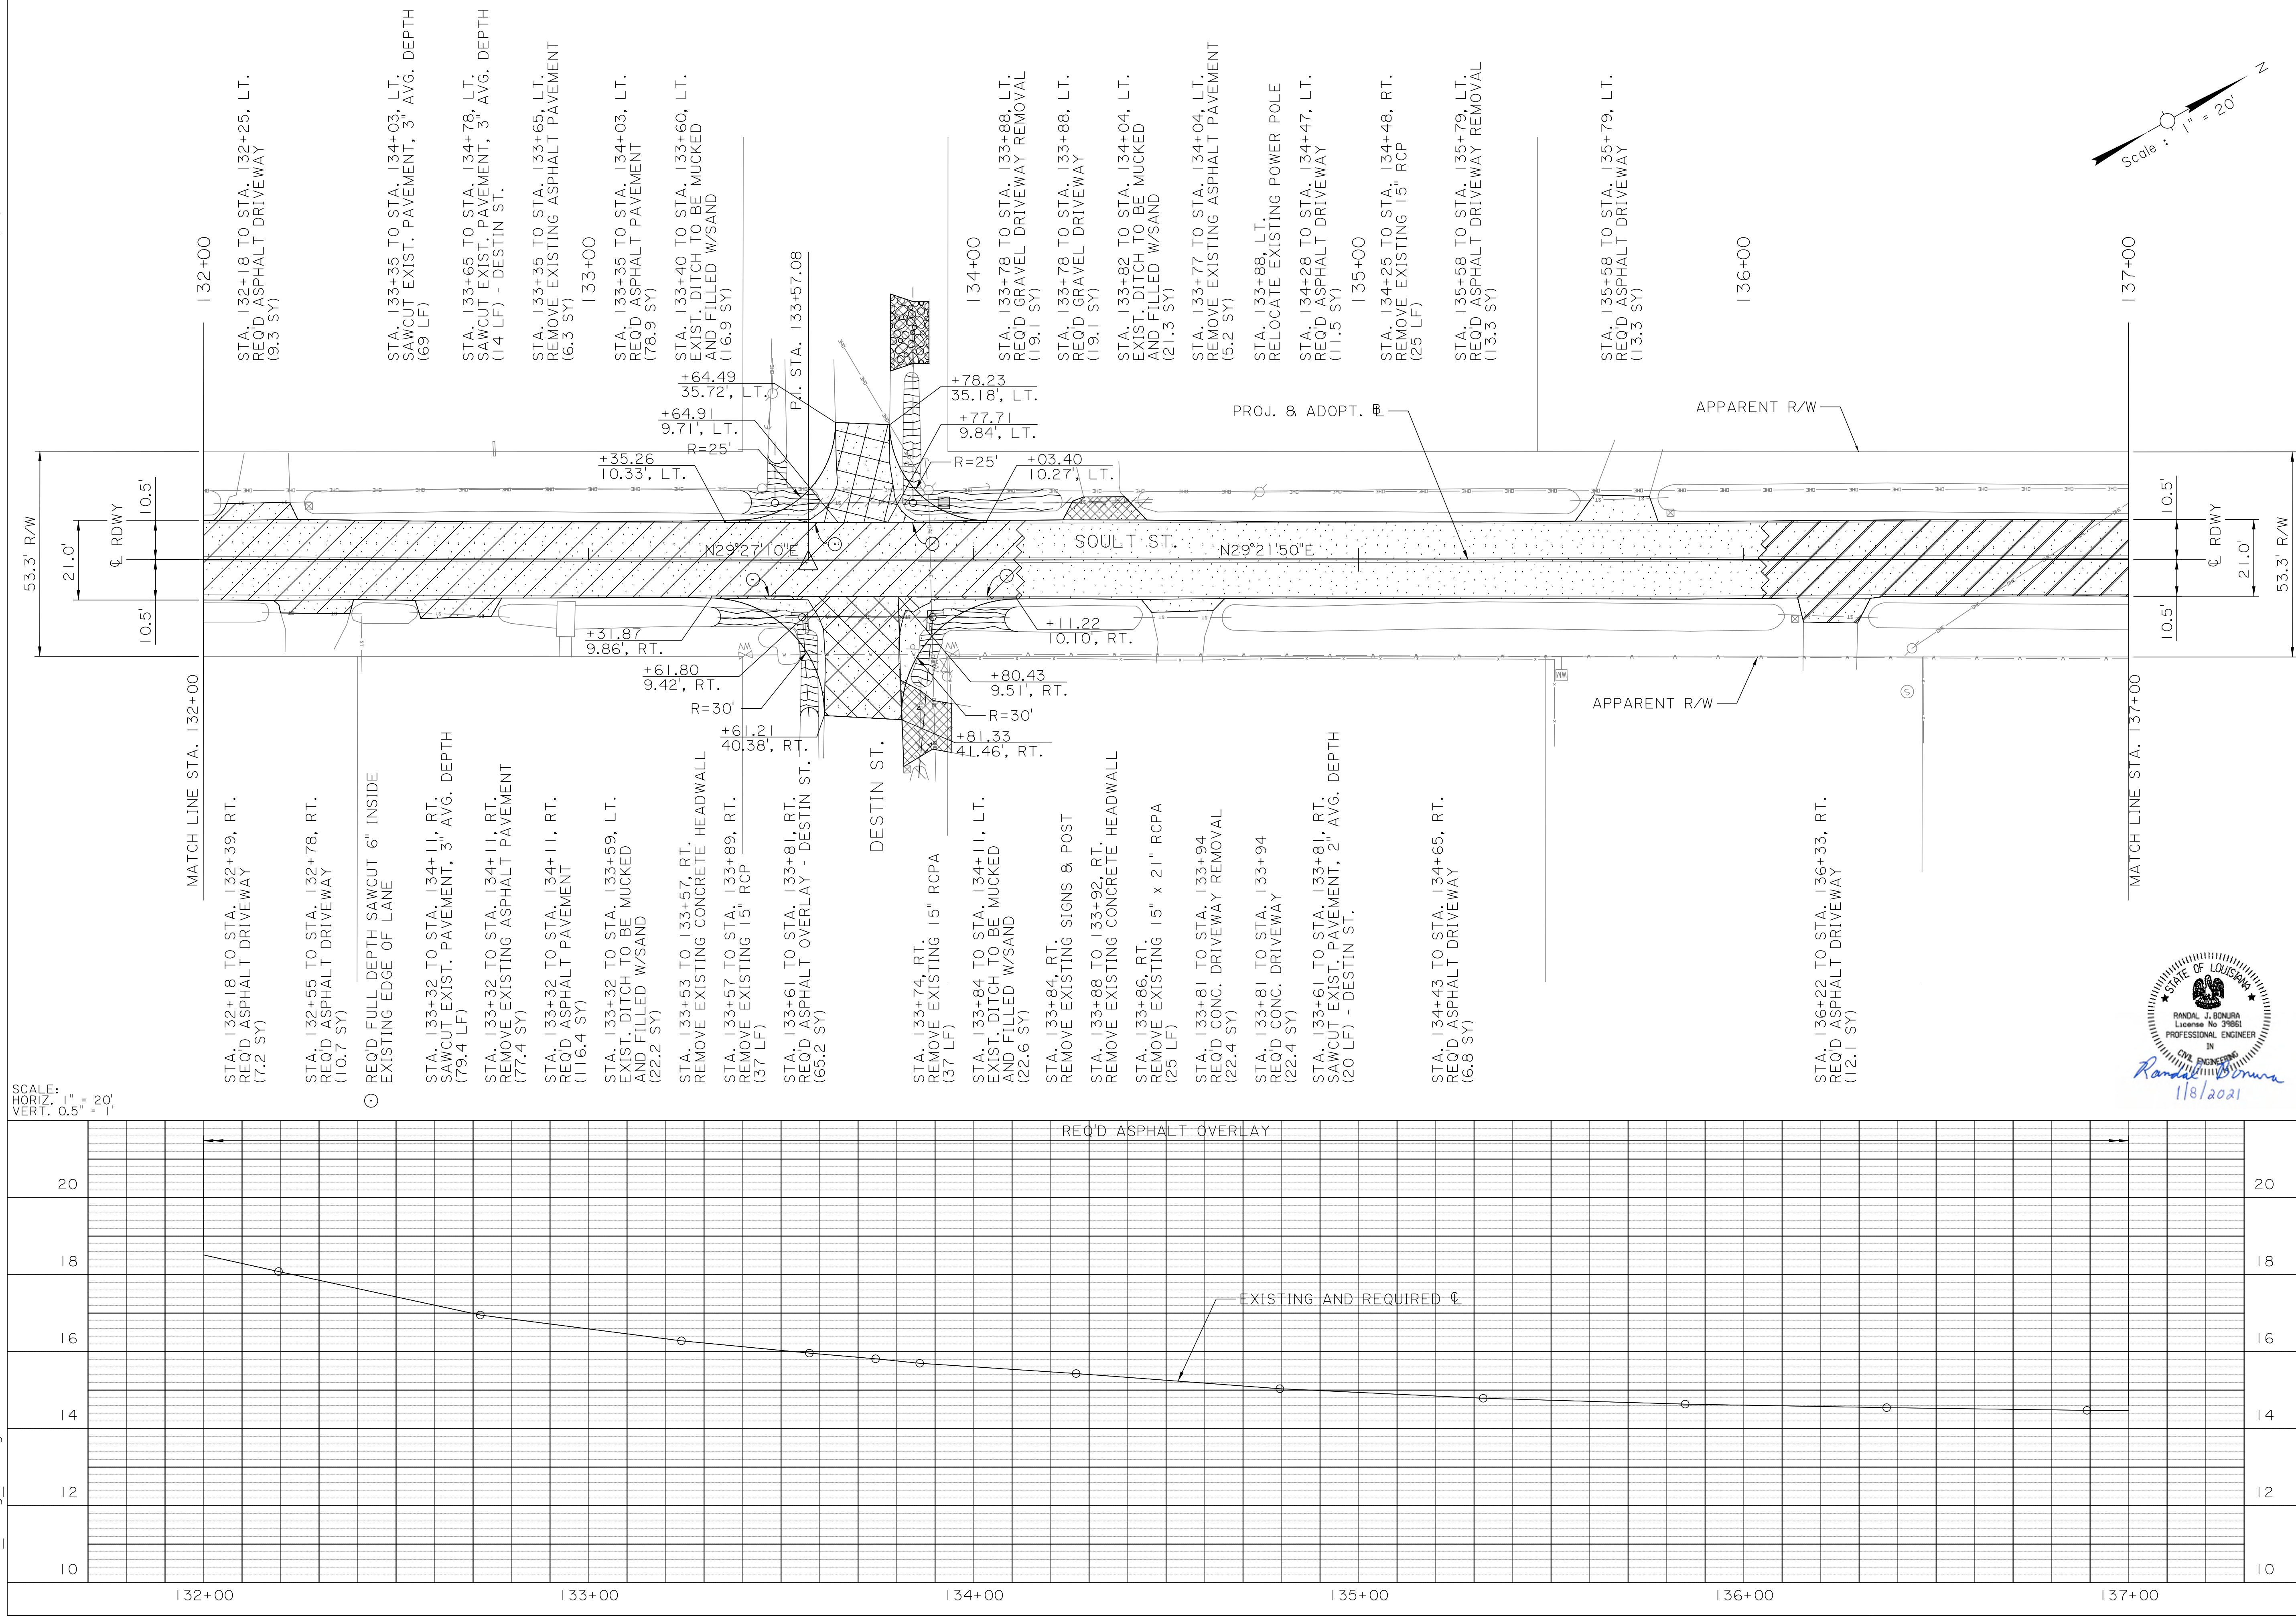 132+00
STA. 132+18 TO STA. 132+25, LT.
REQ'D ASPHALT DRIVEWAY
(9.3 SY)
STA. 133+35 TO STA. 134+03, LT.
SAWCUT EXIST. PAVEMENT, 3" AVG. DEPTH
(69 LF)
STA. 133+65 TO STA. 134+78, LT.
SAWCUT EXIST. PAVEMENT, 3" AVG. DEPTH
(14 LF) - DESTIN ST.
STA. 133+35 TO STA. 133+65, LT.
REMOVE EXISTING ASPHALT PAVEMENT
(6.3 SY)
133+00
STA. 133+35 TO STA. 134+03, LT.
REQ'D ASPHALT PAVEMENT
(78.9 SY)
STA. 133+40 TO STA. 133+60, LT.
EXIST. DITCH TO BE MUCKED
AND FILLED W/SAND
(16.9 SY)
P.I. STA. 133+57.08
134+00
STA. 133+78 TO STA. 133+88, LT.
REQ'D GRAVEL DRIVEWAY REMOVAL
(19.1 SY)
STA. 133+78 TO STA. 133+88, LT.
REQ'D GRAVEL DRIVEWAY
(19.1 SY)
STA. 133+82 TO STA. 134+04, LT.
EXIST. DITCH TO BE MUCKED
AND FILLED W/SAND
(21.3 SY)
STA. 133+77 TO STA. 134+04, LT.
REMOVE EXISTING ASPHALT PAVEMENT
(5.2 SY)
STA. 133+88, LT.
RELOCATE EXISTING POWER POLE
STA. 134+28 TO STA. 134+47, LT.
REQ'D ASPHALT DRIVEWAY
(11.5 SY)
135+00
STA. 134+25 TO STA. 134+48, RT.
REMOVE EXISTING 15" RCP
(25 LF)
STA. 135+58 TO STA. 135+79, LT.
REQ'D ASPHALT DRIVEWAY REMOVAL
(13.3 SY)
STA. 135+58 TO STA. 135+79, LT.
REQ'D ASPHALT DRIVEWAY
(13.3 SY)
136+00
137+00
N
Scale : 1" = 20'
+64.49
35.72', LT.
+64.91
9.71', LT.
R=25'
+35.26
10.33', LT.
+78.23
35.18', LT.
+77.71
9.84', LT.
R=25'
+03.40
10.27', LT.
PROJ. & ADOPT. ℄
APPARENT R/W
53.3' R/W
21.0'
℄ RDWY
10.5'
10.5'
N29°27'10"E
SOULT ST.
N29°21'50"E
10.5'
10.5'
℄ RDWY
21.0'
53.3' R/W
+31.87
9.86', RT.
+61.80
9.42', RT.
R=30'
+61.21
40.38', RT.
+11.22
10.10', RT.
+80.43
9.51', RT.
R=30'
+81.33
41.46', RT.
WM
S
APPARENT R/W
MATCH LINE STA. 132+00
STA. 132+18 TO STA. 132+39, RT.
REQ'D ASPHALT DRIVEWAY
(7.2 SY)
STA. 132+55 TO STA. 132+78, RT.
REQ'D ASPHALT DRIVEWAY
(10.7 SY)
REQ'D FULL DEPTH SAWCUT 6" INSIDE
EXISTING EDGE OF LANE
STA. 133+32 TO STA. 134+11, RT.
SAWCUT EXIST. PAVEMENT, 3" AVG. DEPTH
(79.4 LF)
STA. 133+32 TO STA. 134+11, RT.
REMOVE EXISTING ASPHALT PAVEMENT
(77.4 SY)
STA. 133+32 TO STA. 134+11, RT.
REQ'D ASPHALT PAVEMENT
(116.4 SY)
STA. 133+32 TO STA. 133+59, LT.
EXIST. DITCH TO BE MUCKED
AND FILLED W/SAND
(22.2 SY)
STA. 133+53 TO 133+57, RT.
REMOVE EXISTING CONCRETE HEADWALL
STA. 133+57 TO STA. 133+89, RT.
REMOVE EXISTING 15" RCP
(37 LF)
STA. 133+61 TO STA. 133+81, RT.
REQ'D ASPHALT OVERLAY - DESTIN ST.
(65.2 SY)
DESTIN ST.
STA. 133+74, RT.
REMOVE EXISTING 15" RCPA
(37 LF)
STA. 133+84 TO STA. 134+11, LT.
EXIST. DITCH TO BE MUCKED
AND FILLED W/SAND
(22.6 SY)
STA. 133+84, RT.
REMOVE EXISTING SIGNS & POST
STA. 133+88 TO 133+92, RT.
REMOVE EXISTING CONCRETE HEADWALL
STA. 133+86, RT.
REMOVE EXISTING 15" x 21" RCPA
(25 LF)
STA. 133+81 TO STA. 133+94
REQ'D CONC. DRIVEWAY REMOVAL
(22.4 SY)
STA. 133+81 TO STA. 133+94
REQ'D CONC. DRIVEWAY
(22.4 SY)
STA. 133+61 TO STA. 133+81, RT.
SAWCUT EXIST. PAVEMENT, 2" AVG. DEPTH
(20 LF) - DESTIN ST.
STA. 134+43 TO STA. 134+65, RT.
REQ'D ASPHALT DRIVEWAY
(6.8 SY)
STA. 136+22 TO STA. 136+33, RT.
REQ'D ASPHALT DRIVEWAY
(12.1 SY)
MATCH LINE STA. 137+00
STATE OF LOUISIANA
RANDAL J. BONURA
License No 39861
PROFESSIONAL ENGINEER
IN
CIVIL ENGINEERING
Randal Bonura
1/8/2021
SCALE:
HORIZ. 1" = 20'
VERT. 0.5" = 1'
REQ'D ASPHALT OVERLAY
20 20
18 18
EXISTING AND REQUIRED ℄
16 16
14 14
12 12
10 10
132+00 133+00 134+00 135+00 136+00 137+00